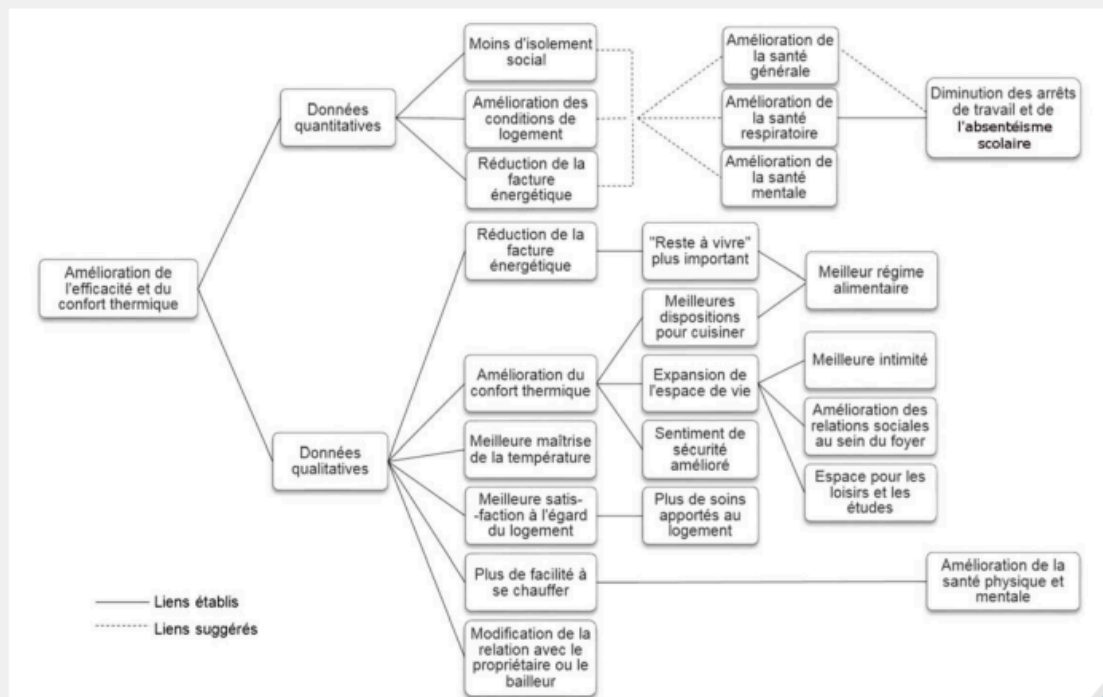 Amélioration de
l'efficacité et du
confort thermique
Données
quantitatives
Moins d'isolement
social
Amélioration des
conditions de
logement
Réduction de la
facture
énergétique
Amélioration de
la santé
générale
Amélioration de
la santé
respiratoire
Amélioration de
la santé
mentale
Diminution des arrêts
de travail et de
l'absentéisme
scolaire
Données
qualitatives
Réduction de la
facture
énergétique
"Reste à vivre"
plus important
Meilleures
dispositions
pour cuisiner
Meilleur régime
alimentaire
Amélioration du
confort thermique
Expansion de
l'espace de vie
Sentiment de
sécurité
amélioré
Meilleure intimité
Amélioration des
relations sociales
au sein du foyer
Espace pour les
loisirs et les
études
Meilleure maîtrise
de la température
Meilleure satis-
-faction à l'égard
du logement
Plus de soins
apportés au
logement
Plus de facilité à
se chauffer
Amélioration de la
santé physique et
mentale
Modification de la
relation avec le
propriétaire ou le
bailleur
Liens établis
Liens suggérés